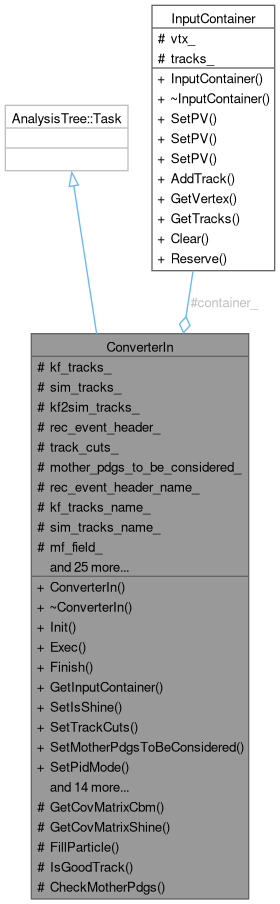 InputContainer
# vtx_
# tracks_
+ InputContainer()
+ ~InputContainer()
+ SetPV()
+ SetPV()
+ SetPV()
+ AddTrack()
+ GetVertex()
+ GetTracks()
+ Clear()
+ Reserve()
AnalysisTree::Task
#container_
ConverterIn
# kf_tracks_
# sim_tracks_
# kf2sim_tracks_
# rec_event_header_
# track_cuts_
# mother_pdgs_to_be_considered_
# rec_event_header_name_
# kf_tracks_name_
# sim_tracks_name_
# mf_field_
and 25 more...
+ ConverterIn()
+ ~ConverterIn()
+ Init()
+ Exec()
+ Finish()
+ GetInputContainer()
+ SetIsShine()
+ SetTrackCuts()
+ SetMotherPdgsToBeConsidered()
+ SetPidMode()
and 14 more...
# GetCovMatrixCbm()
# GetCovMatrixShine()
# FillParticle()
# IsGoodTrack()
# CheckMotherPdgs()